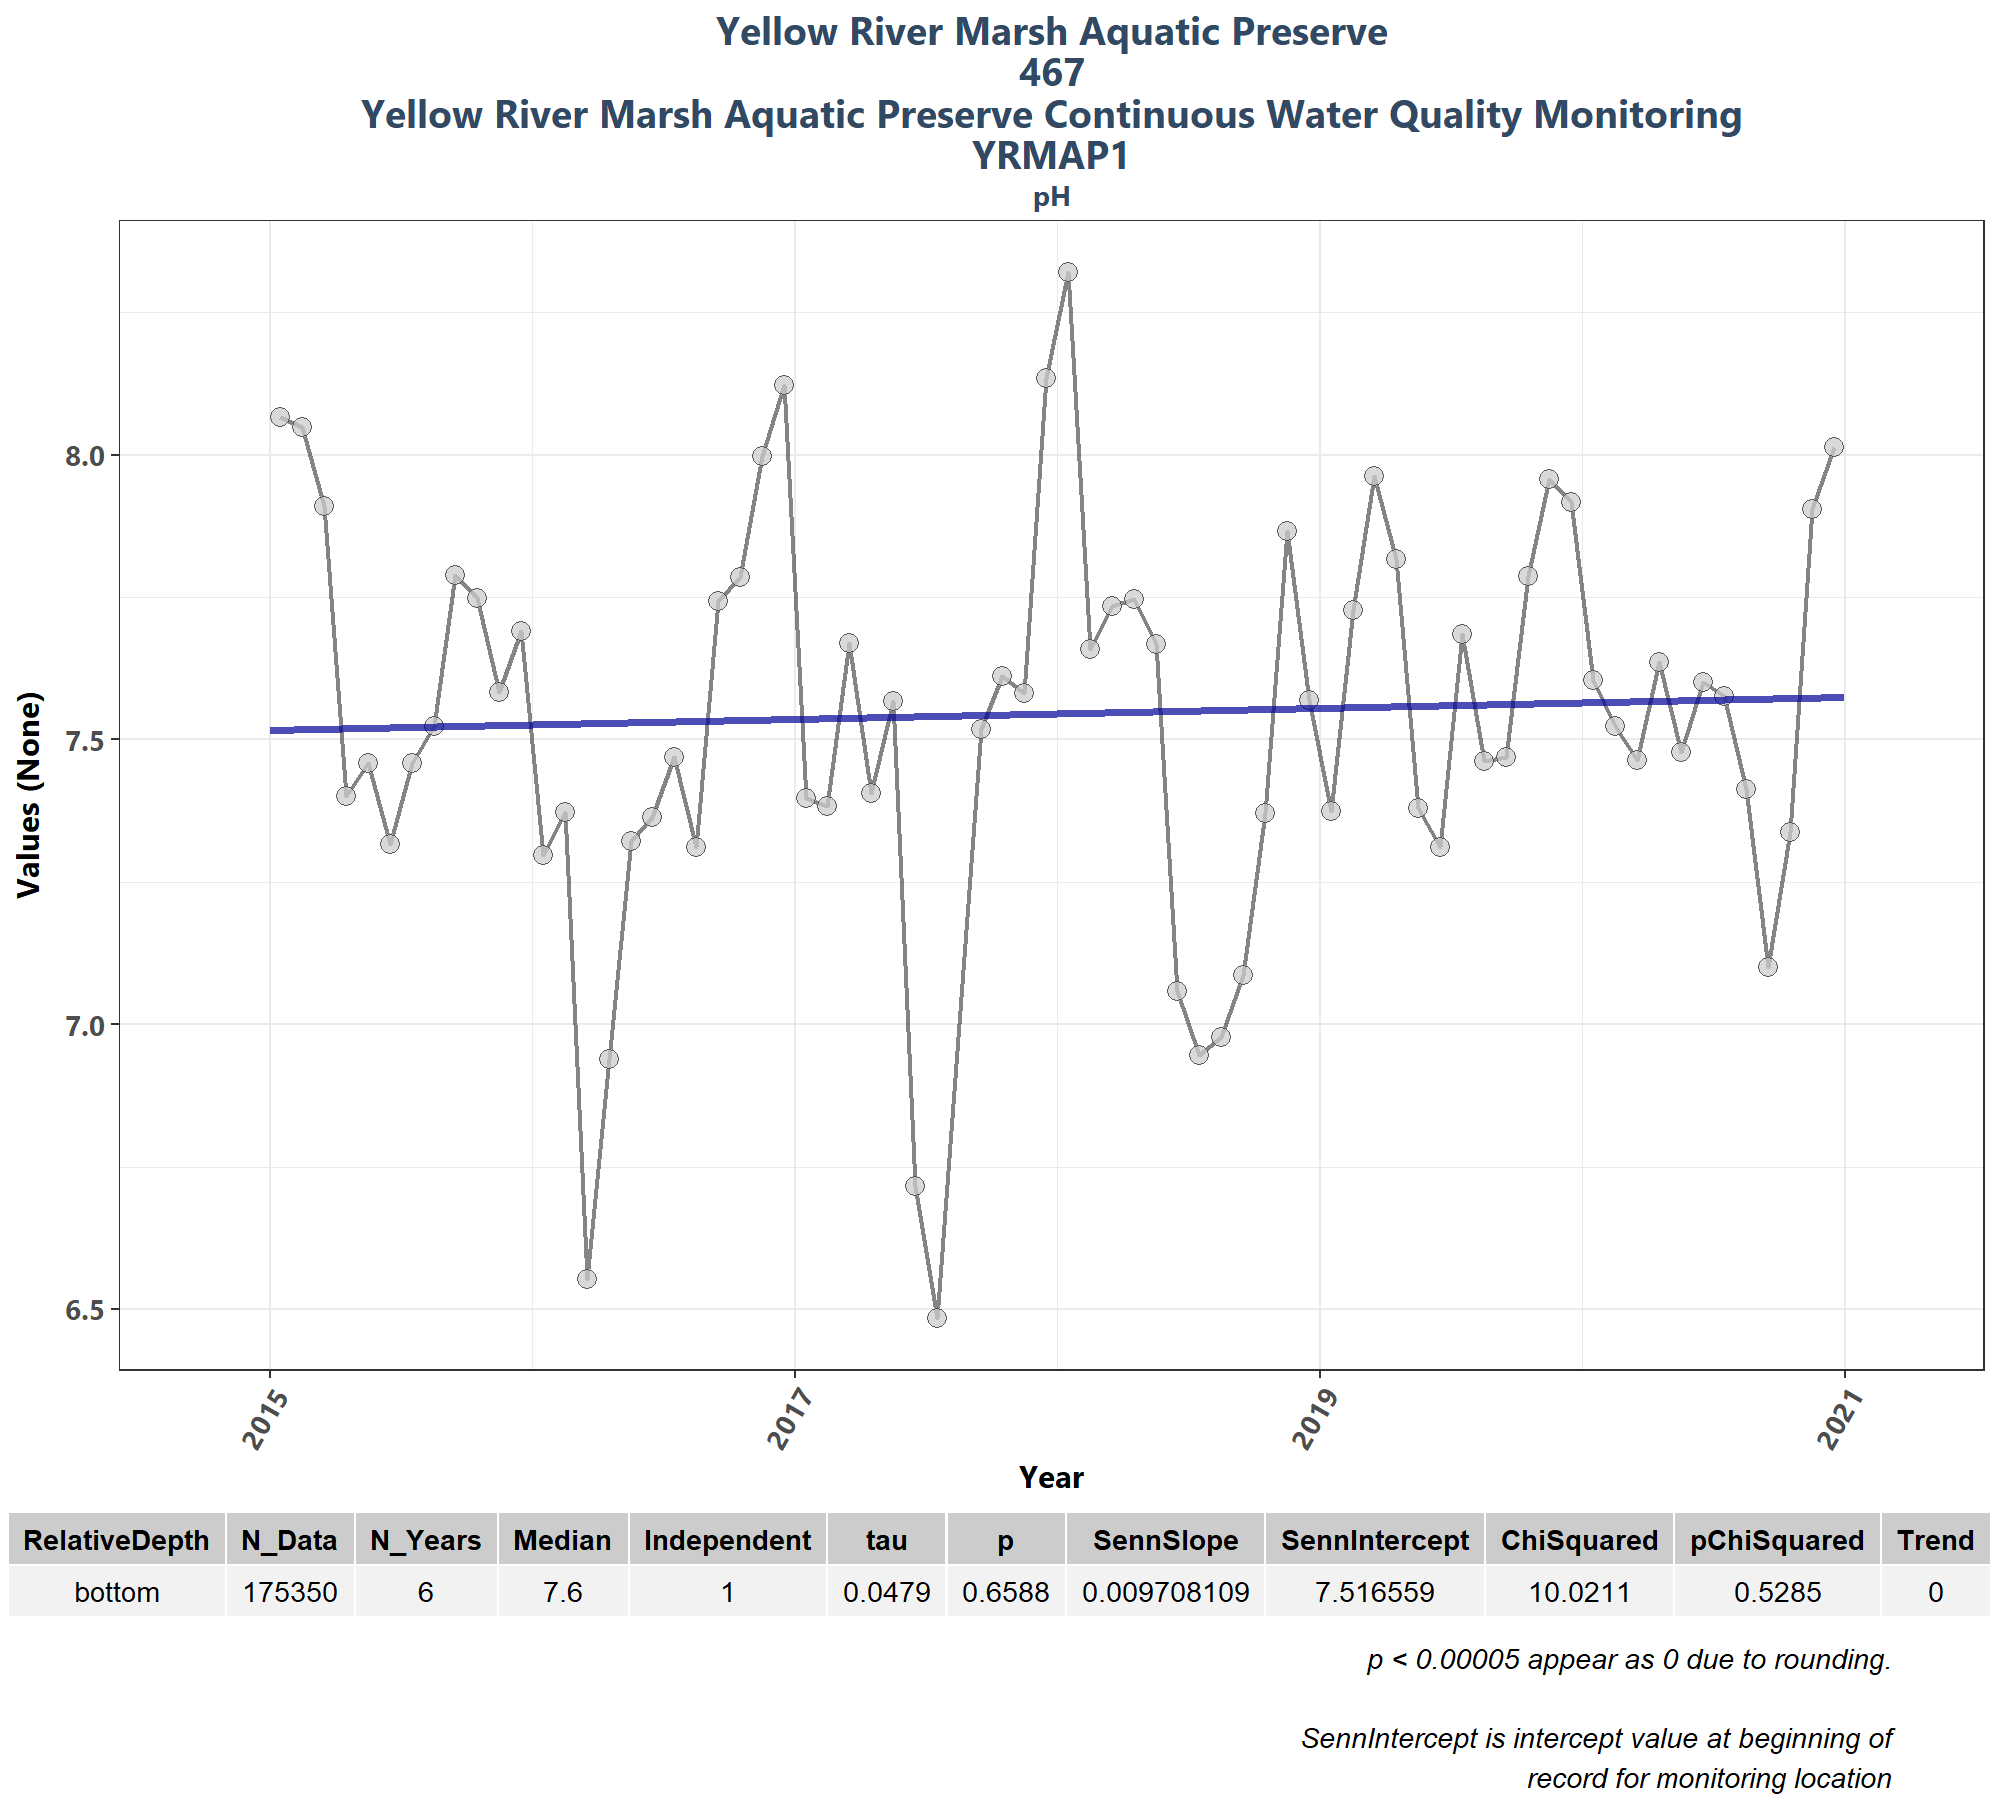 Yellow River Marsh Aquatic Preserve
467
Yellow River Marsh Aquatic Preserve Continuous Water Quality Monitoring
YRMAP1
pH
Values (None)
8.0
7.5
7.0
6.5
2015 2017 2019 2021
Year
RelativeDepth N_Data N_Years Median Independent tau p SennSlope SennIntercept ChiSquared pChiSquared Trend
bottom 175350 6 7.6 1 0.0479 0.6588 0.009708109 7.516559 10.0211 0.5285 0
p < 0.00005 appear as 0 due to rounding.
SennIntercept is intercept value at beginning of
record for monitoring location